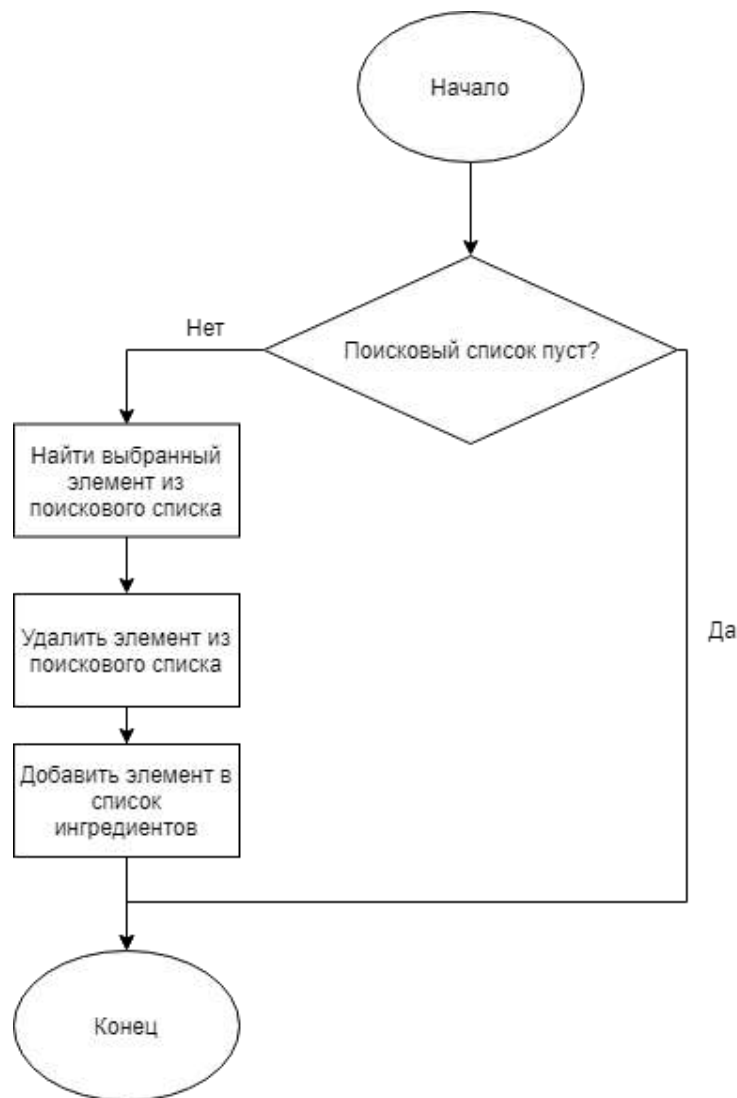 Начало
Поисковый список пуст?
Нет
Найти выбранный
элемент из
поискового списка
Удалить элемент из
поискового списка
Да
Добавить элемент в
список
ингредиентов
Конец